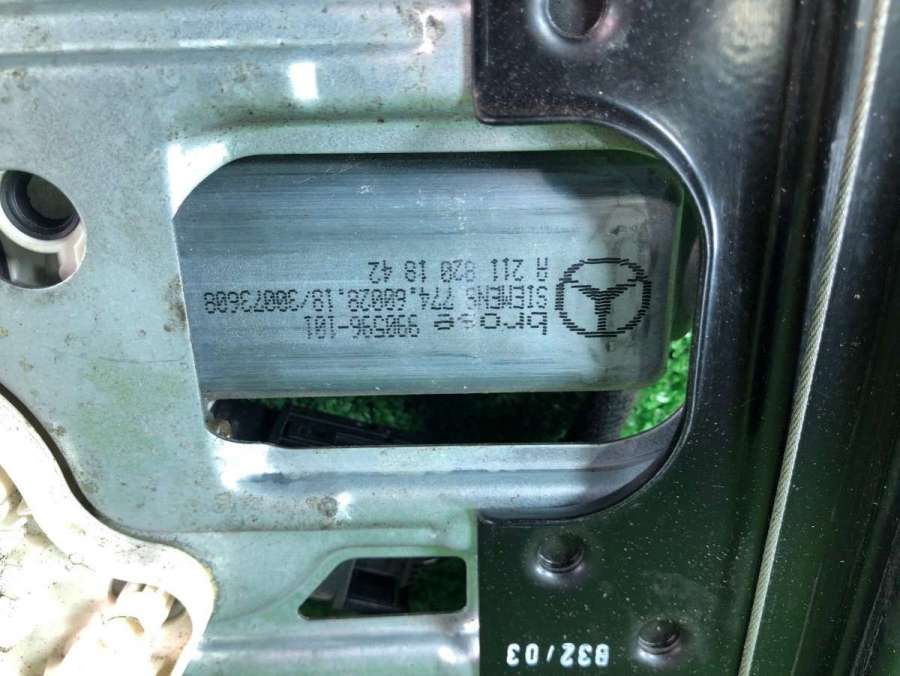 832/03
brose 990596-101
SIEMENS 774.60028.18/30073608
A 211 820 18 42